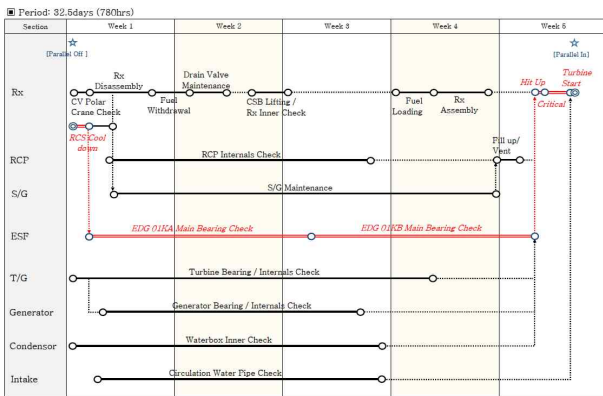 ▣ Period: 32.5days (780hrs)
Section Week 1 Week 2 Week 3 Week 4 Week 5
[Parallel Off ] [Parallel In]
Rx
Rx
Disassembly
Drain Valve
Maintenance
Hit Up
Turbine
Start
CV Polar
Crane Check
Fuel
Withdrawal
CSB Lifting /
Rx Inner Check
Fuel
Loading
Rx
Assembly
Critical
RCS Cool
down
Fill up/
Vent
RCP RCP Internals Check
S/G S/G Maintenance
ESF EDG 01KA Main Bearing Check EDG 01KB Main Bearing Check
T/G Turbine Bearing / Internals Check
Generator Generator Bearing / Internals Check
Condensor Waterbox Inner Check
Intake Circulation Water Pipe Check